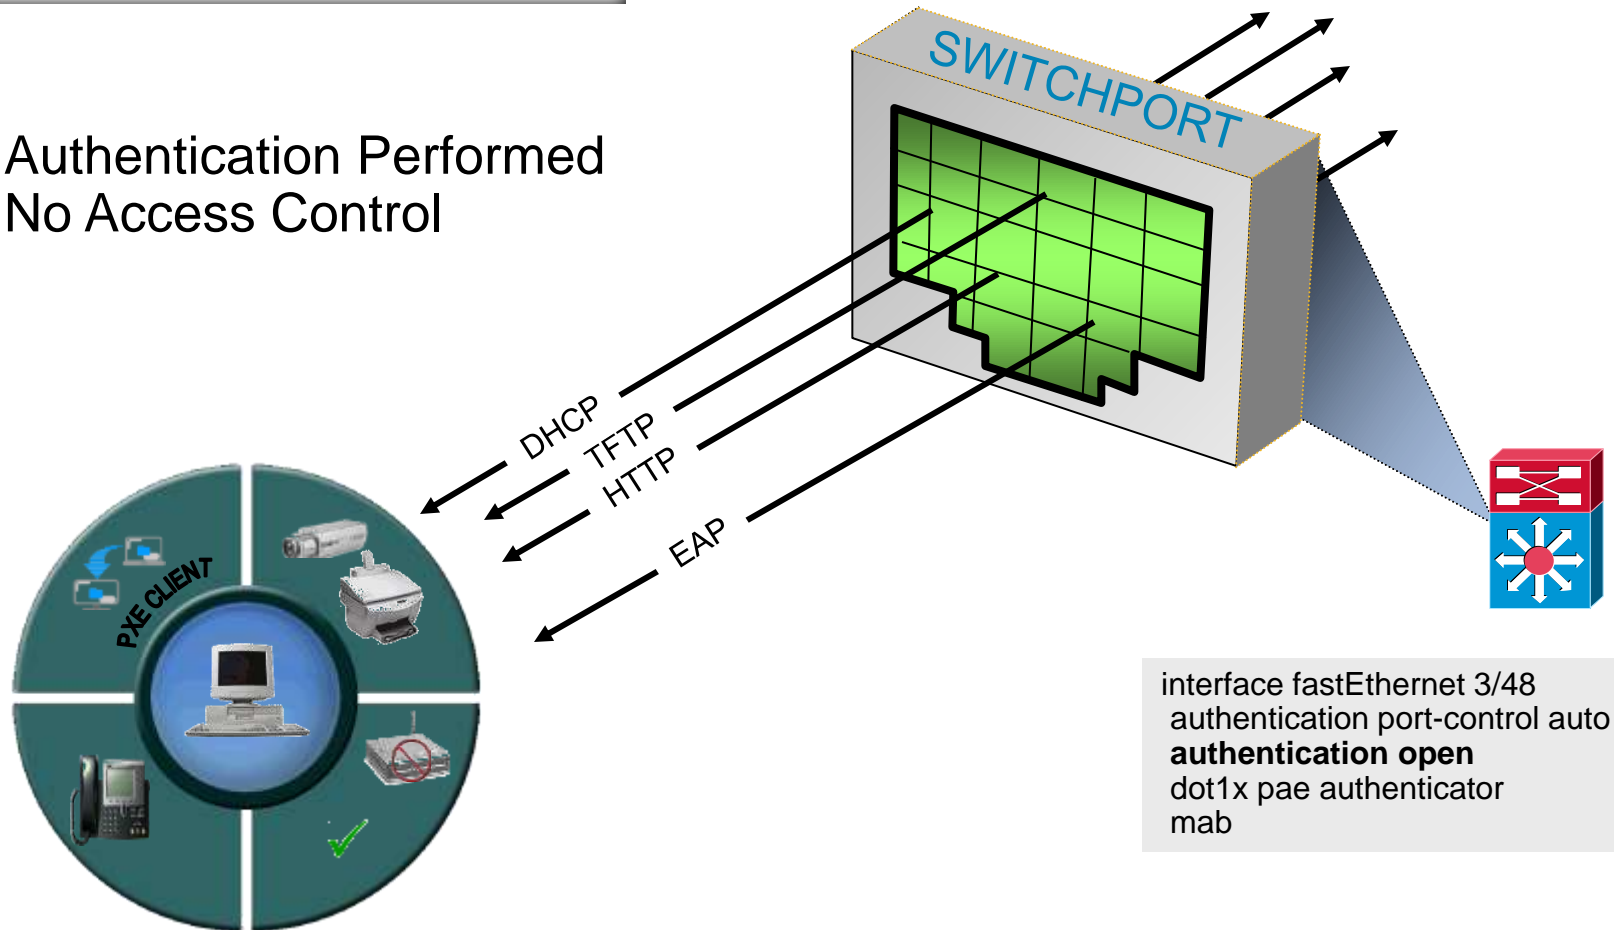 Authentication Performed
No Access Control
SWITCHPORT
DHCP
TFTP
HTTP
EAP
PXE CLIENT
interface fastEthernet 3/48
authentication port-control auto
authentication open
dot1x pae authenticator
mab